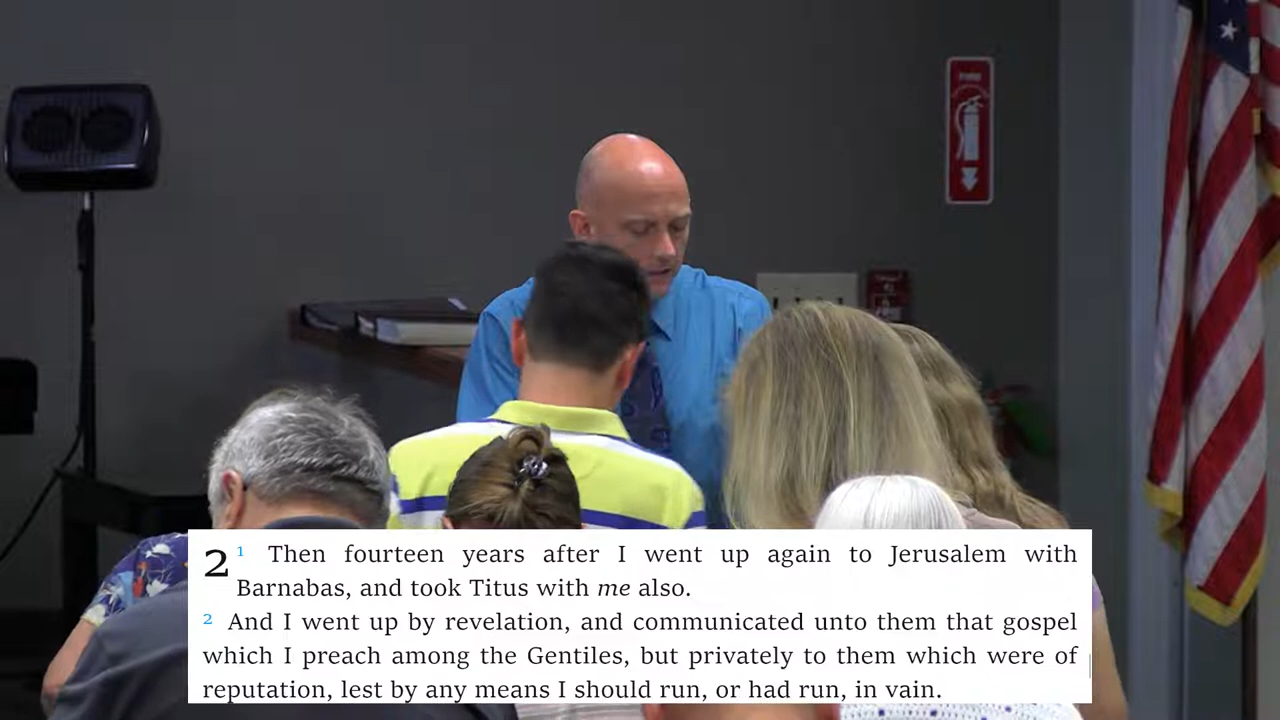 2 1 Then fourteen years after I went up again to Jerusalem with
Barnabas, and took Titus with me also.
2 And I went up by revelation, and communicated unto them that gospel
which I preach among the Gentiles, but privately to them which were of
reputation, lest by any means I should run, or had run, in vain.